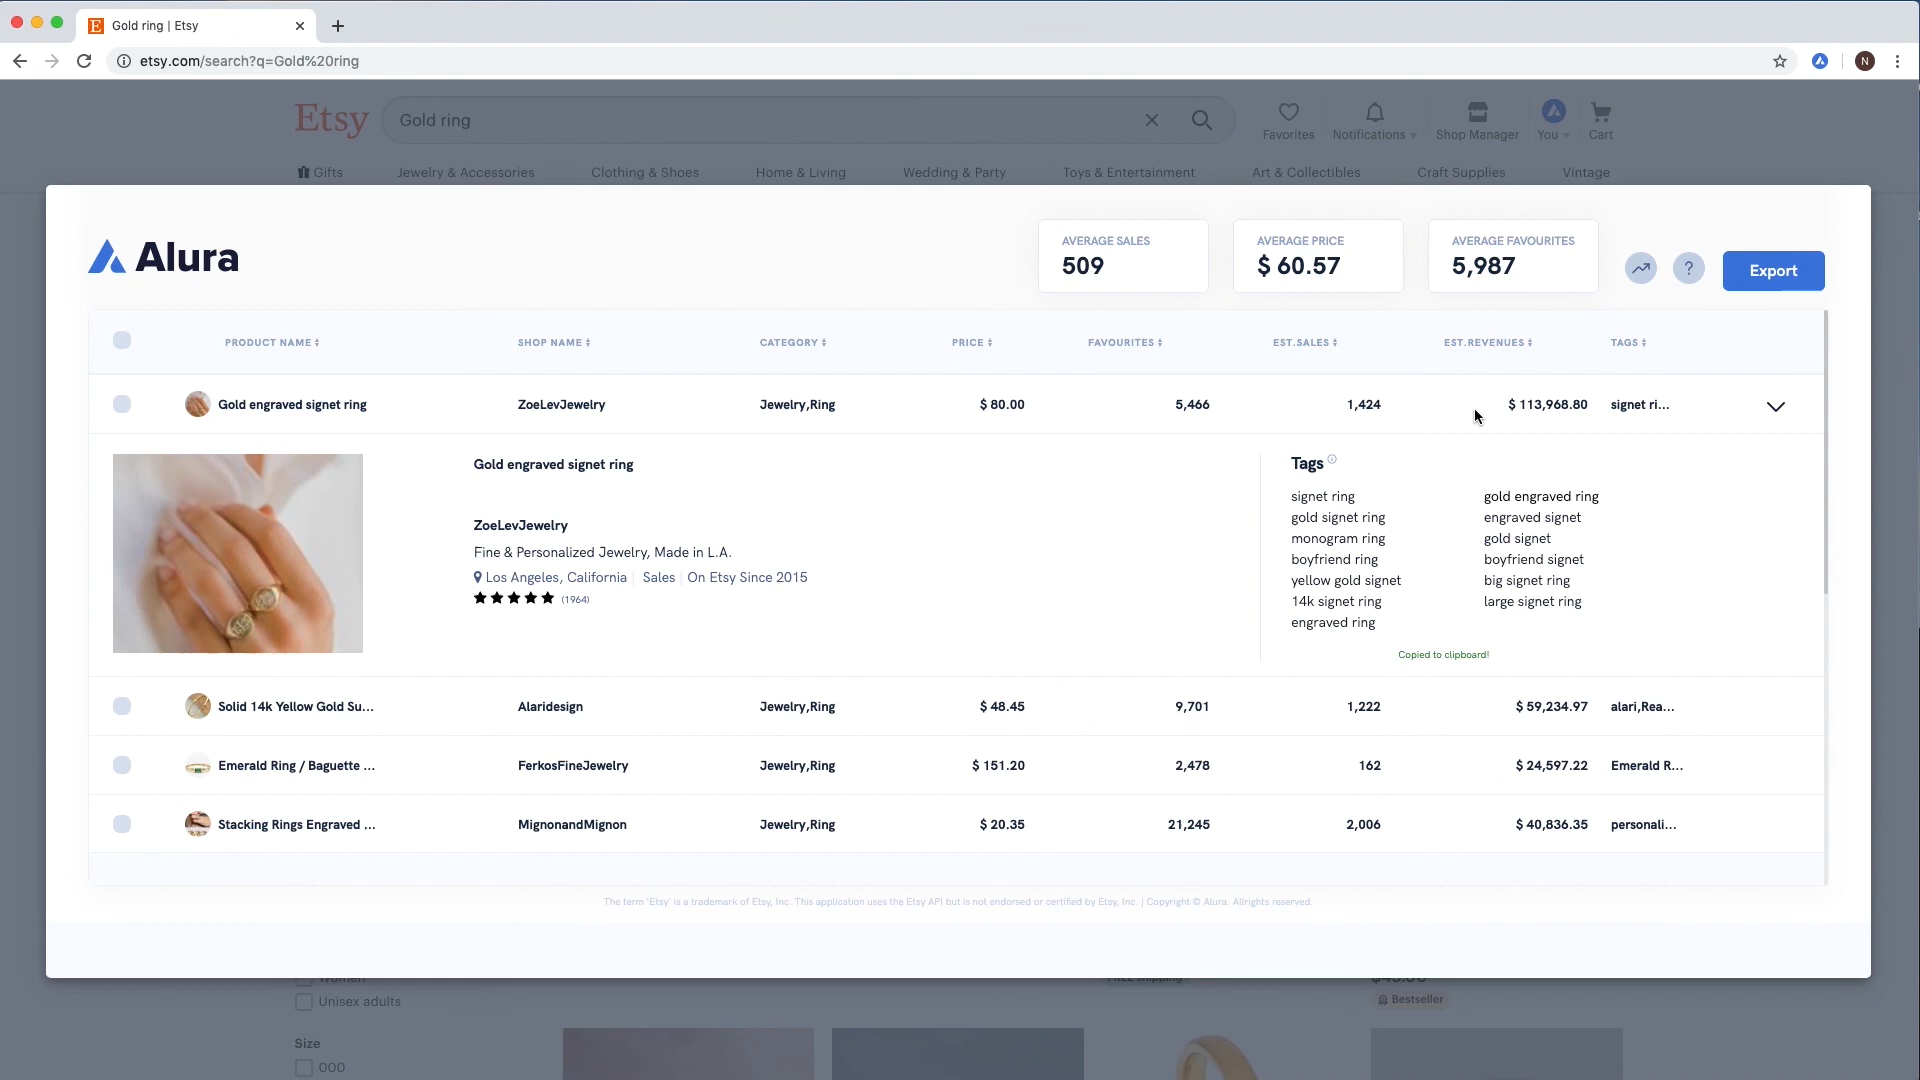 Gold ring | Etsy
etsy.com/search?q=Gold%20ring
N
Etsy
Gold ring
Favorites
Notifications
Shop Manager
You
Cart
Gifts
Jewelry & Accessories
Clothing & Shoes
Home & Living
Wedding & Party
Toys & Entertainment
Art & Collectibles
Craft Supplies
Vintage
Alura
AVERAGE SALES
509
AVERAGE PRICE
$ 60.57
AVERAGE FAVOURITES
5,987
?
Export
PRODUCT NAME SHOP NAME CATEGORY PRICE FAVOURITES EST.SALES EST.REVENUES TAGS
Gold engraved signet ring ZoeLevJewelry Jewelry,Ring $ 80.00 5,466 1,424 $ 113,968.80 signet ri...
Gold engraved signet ring
ZoeLevJewelry
Fine & Personalized Jewelry, Made in L.A.
Los Angeles, California | Sales | On Etsy Since 2015
(1964)
Tags
signet ring
gold signet ring
monogram ring
boyfriend ring
yellow gold signet
14k signet ring
engraved ring
gold engraved ring
engraved signet
gold signet
boyfriend signet
big signet ring
large signet ring
Copied to clipboard!
Solid 14k Yellow Gold Su... Alaridesign Jewelry,Ring $ 48.45 9,701 1,222 $ 59,234.97 alari,Rea...
Emerald Ring / Baguette ... FerkosFineJewelry Jewelry,Ring $ 151.20 2,478 162 $ 24,597.22 Emerald R...
Stacking Rings Engraved ... MignonandMignon Jewelry,Ring $ 20.35 21,245 2,006 $ 40,836.35 personali...
The term 'Etsy' is a trademark of Etsy, Inc. This application uses the Etsy API but is not endorsed or certified by Etsy, Inc. | Copyright © Alura. Allrights reserved.
Women
FREE shipping
Unisex adults
Bestseller
Size
000